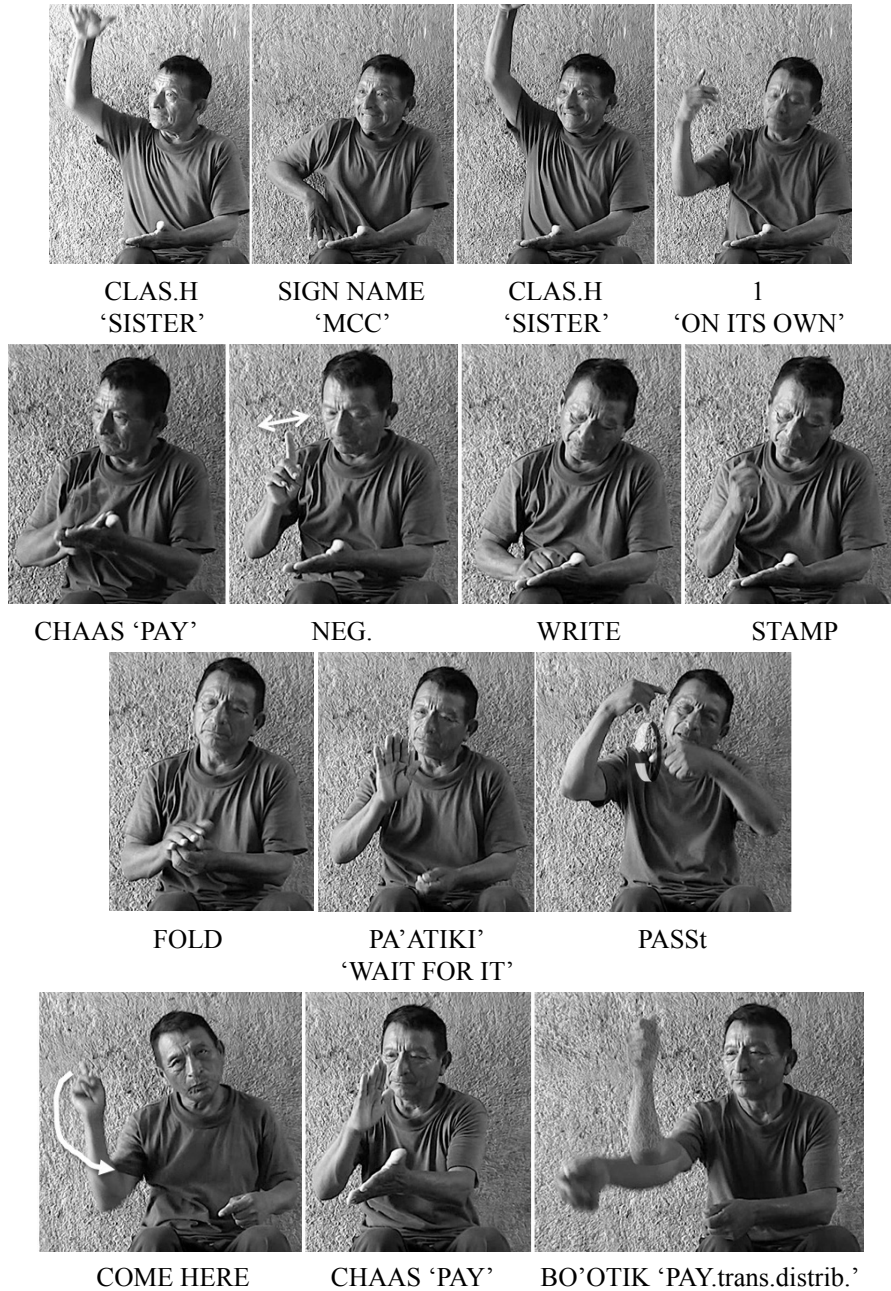 CLAS.H SIGN NAME CLAS.H 1
‘SISTER’ ‘MCC’ ‘SISTER’ ‘ON ITS OWN’
CHAAS ‘PAY’ NEG. WRITE STAMP
FOLD PA’ATIKI’ PASSt
‘WAIT FOR IT’
COME HERE CHAAS ‘PAY’ BO’OTIK ‘PAY.trans.distrib.’